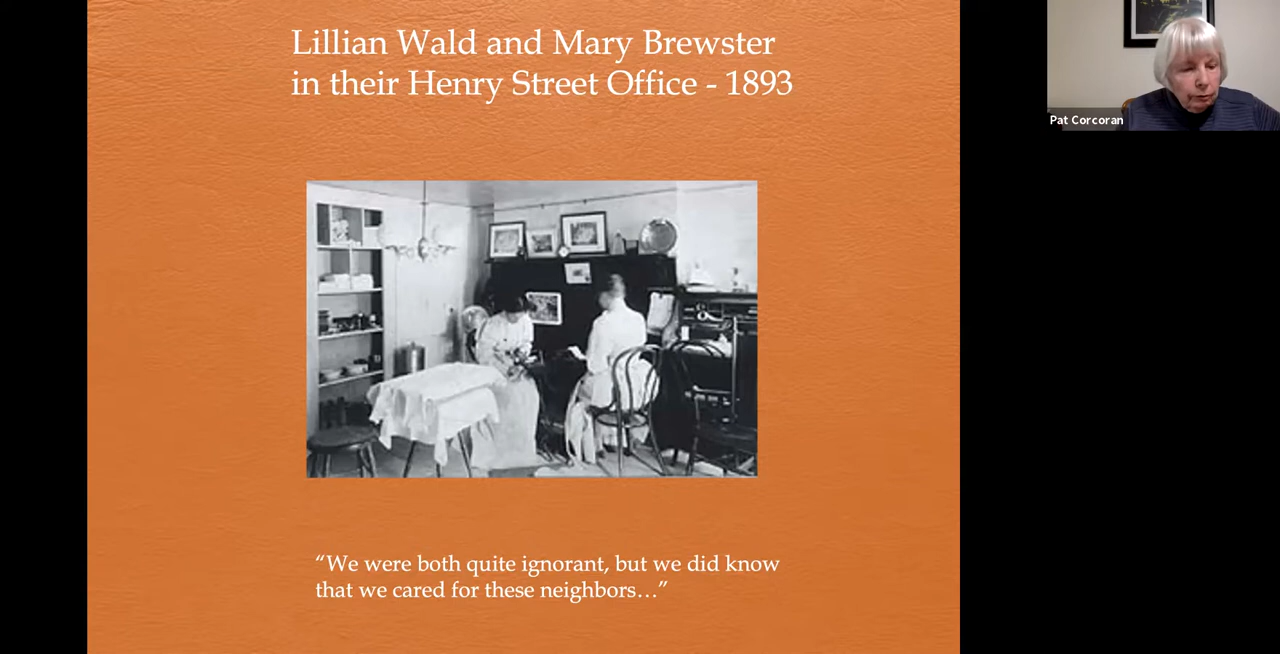 Lillian Wald and Mary Brewster
in their Henry Street Office - 1893
Pat Corcoran
“We were both quite ignorant, but we did know
that we cared for these neighbors…”